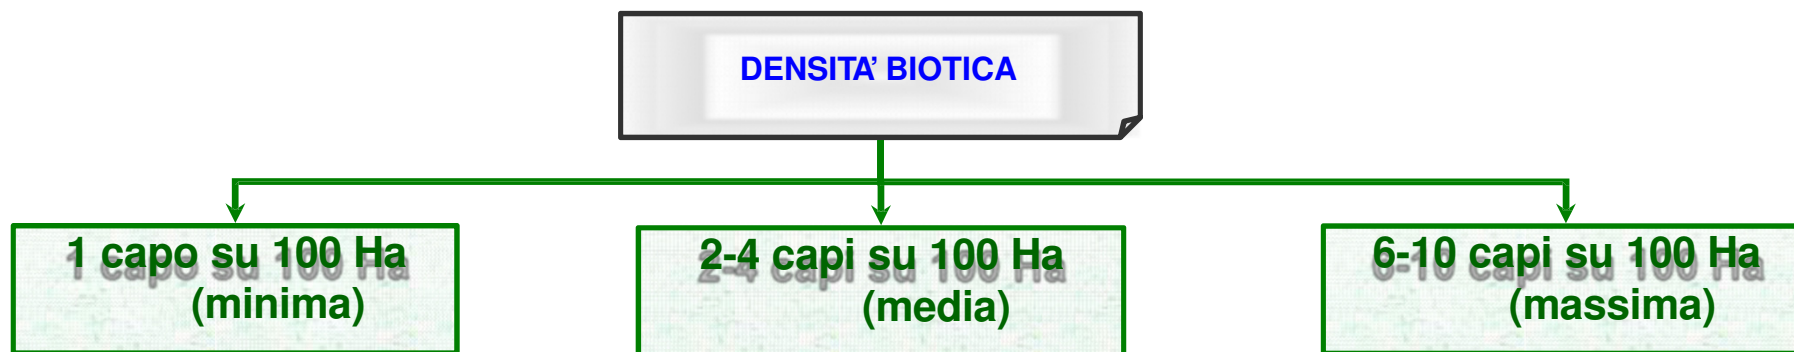 DENSITA’ BIOTICA
1 capo su 100 Ha
(minima)
2-4 capi su 100 Ha
(media)
6-10 capi su 100 Ha
(massima)